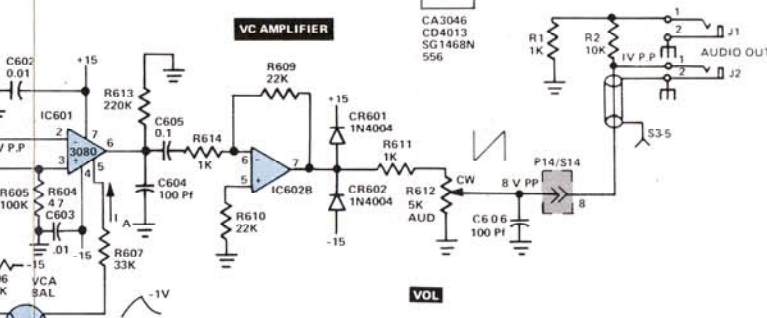 VC AMPLIFIER
CA3046
CD4013
SG1468N
556
R1
1K
R2
10K
1
2
J1
AUDIO OUT
1V P.P
1
2
J2
S3-5
C602
0.01
+15
R613
220K
R609
22K
+15
IC601
2
7
3080
6
3
5
4
V P.P
C605
0.1
R614
1K
6
7
5
IC602B
CR601
1N4004
R611
1K
CR602
1N4004
-15
R605
100K
R604
47
C603
.01
-15
I A
C604
100 Pf
R610
22K
R607
33K
CW
R612
5K
AUD
8 V PP
P14/S14
8
C606
100 Pf
-15
6
K
VCA
BAL
-1V
VOL